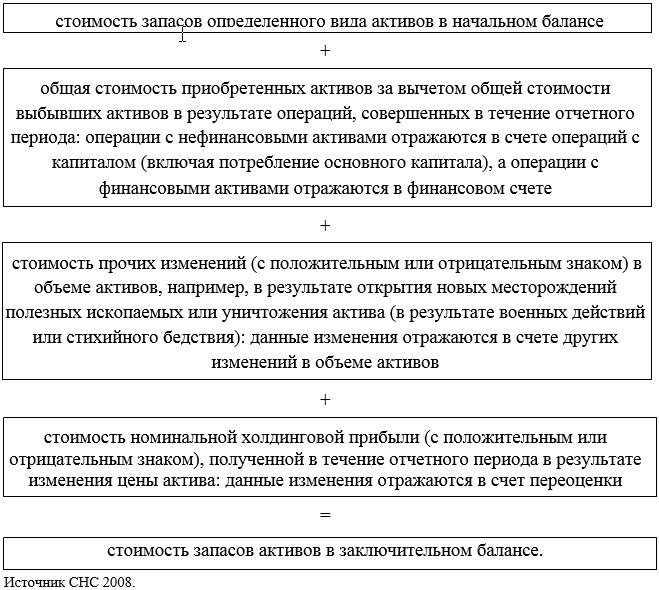 стоимость запасов определенного вида активов в начальном балансе
+
общая стоимость приобретенных активов за вычетом общей стоимости
выбывших активов в результате операций, совершенных в течение отчетного
периода: операции с нефинансовыми активами отражаются в счете операций с
капиталом (включая потребление основного капитала), а операции с
финансовыми активами отражаются в финансовом счете
+
стоимость прочих изменений (с положительным или отрицательным знаком) в
объеме активов, например, в результате открытия новых месторождений
полезных ископаемых или уничтожения актива (в результате военных действий
или стихийного бедствия): данные изменения отражаются в счете других
изменений в объеме активов
+
стоимость номинальной холдинговой прибыли (с положительным или
отрицательным знаком), полученной в течение отчетного периода в результате
изменения цены актива: данные изменения отражаются в счет переоценки
=
стоимость запасов активов в заключительном балансе.
Источник СНС 2008.